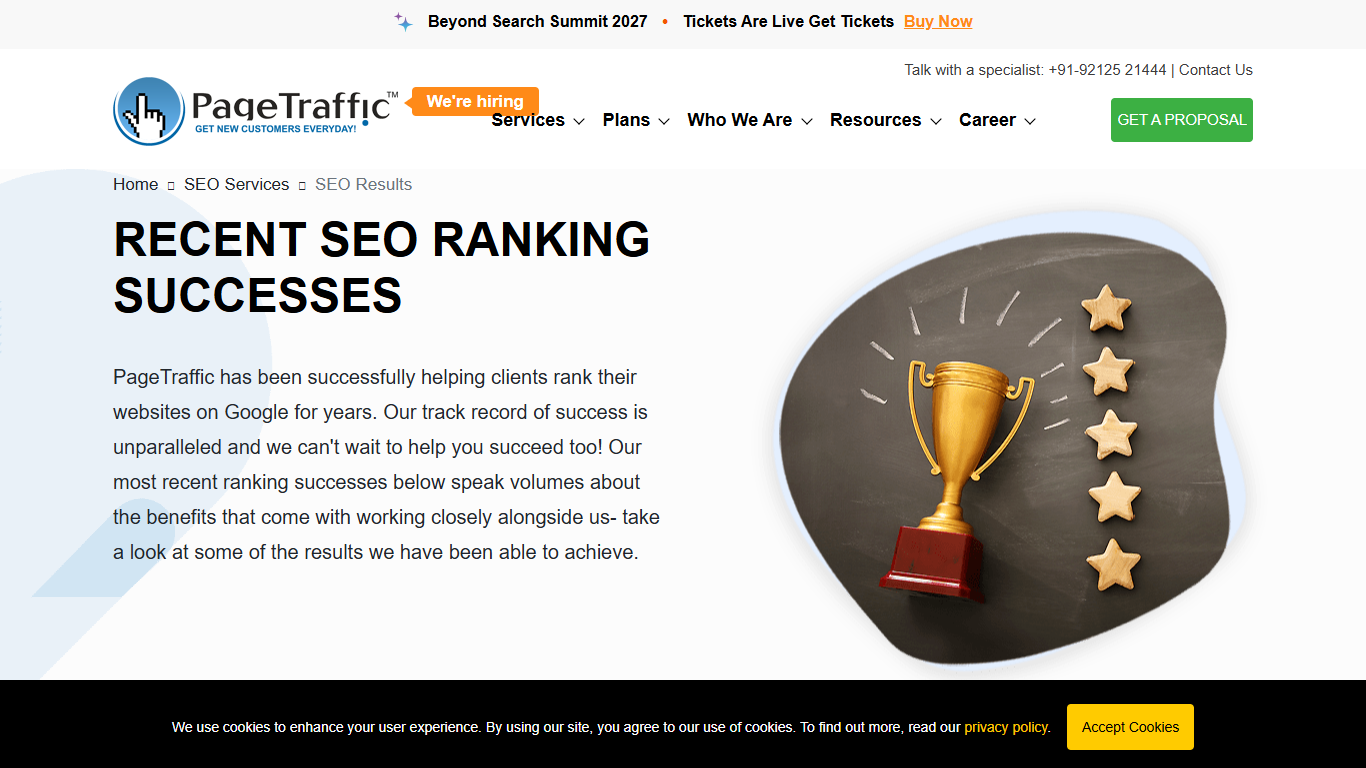 Beyond Search Summit 2027 • Tickets Are Live Get Tickets Buy Now
Talk with a specialist: +91-92125 21444 | Contact Us
PageTraffic™
GET NEW CUSTOMERS EVERYDAY!
We're hiring
Services Plans Who We Are Resources Career
GET A PROPOSAL
Home SEO Services SEO Results
RECENT SEO RANKING
SUCCESSES
PageTraffic has been successfully helping clients rank their
websites on Google for years. Our track record of success is
unparalleled and we can't wait to help you succeed too! Our
most recent ranking successes below speak volumes about
the benefits that come with working closely alongside us- take
a look at some of the results we have been able to achieve.
We use cookies to enhance your user experience. By using our site, you agree to our use of cookies. To find out more, read our privacy policy.
Accept Cookies